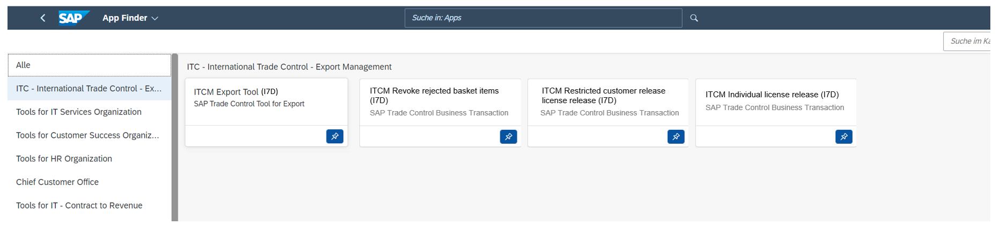 SAP App Finder Suche in: Apps
Suche im Ka
Alle
ITC - International Trade Control - Ex...
Tools for IT Services Organization
Tools for Customer Success Organiz...
Tools for HR Organization
Chief Customer Office
Tools for IT - Contract to Revenue
ITC - International Trade Control - Export Management
ITCM Export Tool (I7D)
SAP Trade Control Tool for Export
ITCM Revoke rejected basket items
(I7D)
SAP Trade Control Business Transaction
ITCM Restricted customer release
license release (I7D)
SAP Trade Control Business Transaction
ITCM Individual license release (I7D)
SAP Trade Control Business Transaction